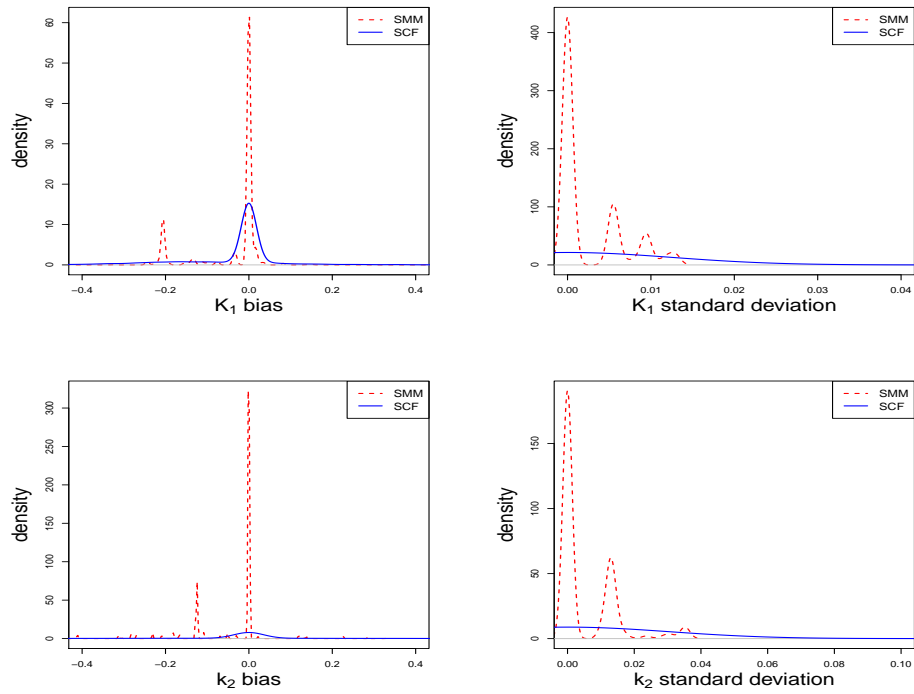 SMM
SCF
density
0
10
20
30
40
50
60
−0.4
−0.2
0.0
0.2
0.4
K₁ bias
SMM
SCF
density
0
100
200
300
400
0.00
0.01
0.02
0.03
0.04
K₁ standard deviation
SMM
SCF
density
0
50
100
150
200
250
300
−0.4
−0.2
0.0
0.2
0.4
k₂ bias
SMM
SCF
density
0
50
100
150
0.00
0.02
0.04
0.06
0.08
0.10
k₂ standard deviation